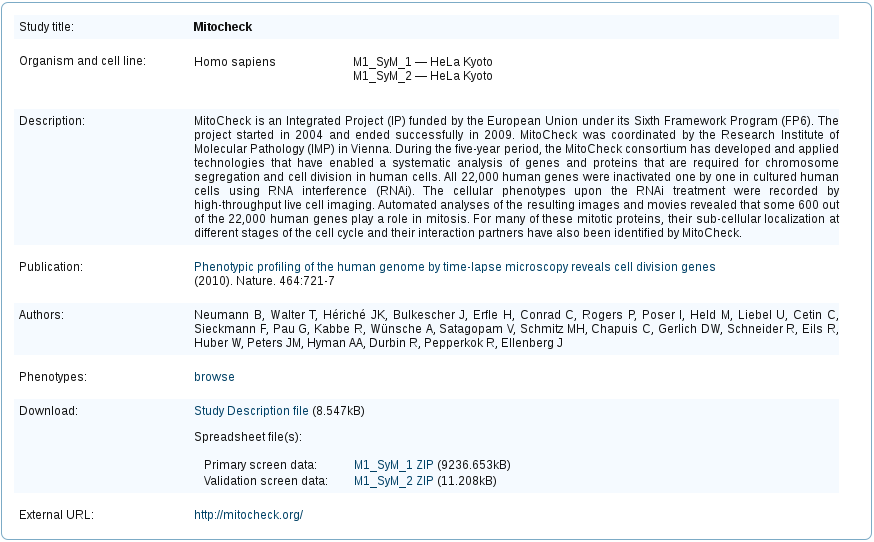 Study title: Mitocheck
Organism and cell line: Homo sapiens M1_SyM_1 — HeLa Kyoto
M1_SyM_2 — HeLa Kyoto
Description: MitoCheck is an Integrated Project (IP) funded by the European Union under its Sixth Framework Program (FP6). The
project started in 2004 and ended successfully in 2009. MitoCheck was coordinated by the Research Institute of
Molecular Pathology (IMP) in Vienna. During the five-year period, the MitoCheck consortium has developed and applied
technologies that have enabled a systematic analysis of genes and proteins that are required for chromosome
segregation and cell division in human cells. All 22,000 human genes were inactivated one by one in cultured human
cells using RNA interference (RNAi). The cellular phenotypes upon the RNAi treatment were recorded by
high-throughput live cell imaging. Automated analyses of the resulting images and movies revealed that some 600 out
of the 22,000 human genes play a role in mitosis. For many of these mitotic proteins, their sub-cellular localization at
different stages of the cell cycle and their interaction partners have also been identified by MitoCheck.
Publication: Phenotypic profiling of the human genome by time-lapse microscopy reveals cell division genes
(2010). Nature. 464:721-7
Authors: Neumann B, Walter T, Hériché JK, Bulkescher J, Erfle H, Conrad C, Rogers P, Poser I, Held M, Liebel U, Cetin C,
Sieckmann F, Pau G, Kabbe R, Wünsche A, Satagopam V, Schmitz MH, Chapuis C, Gerlich DW, Schneider R, Eils R,
Huber W, Peters JM, Hyman AA, Durbin R, Pepperkok R, Ellenberg J
Phenotypes: browse
Download: Study Description file (8.547kB)
Spreadsheet file(s):
Primary screen data: M1_SyM_1 ZIP (9236.653kB)
Validation screen data: M1_SyM_2 ZIP (11.208kB)
External URL: http://mitocheck.org/